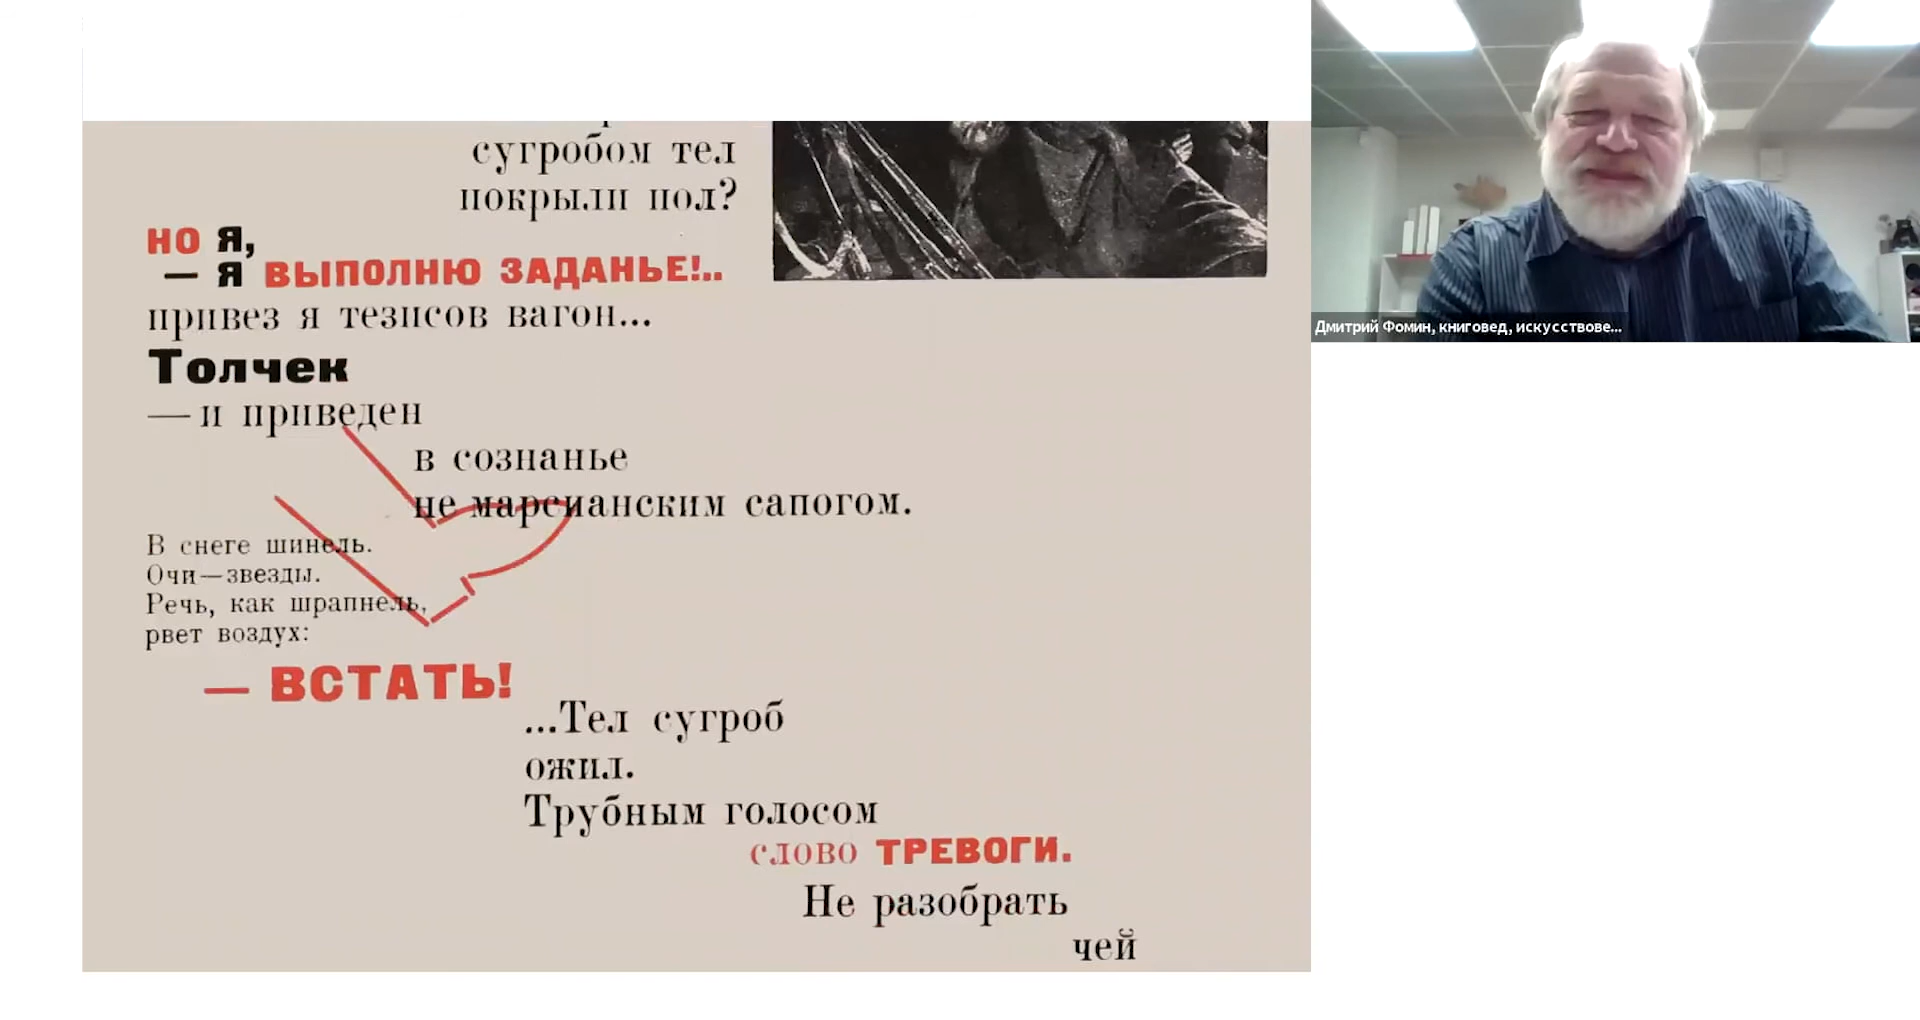 сугробом тел
покрыли пол?
НО Я,
— Я ВЫПОЛНЮ ЗАДАНЬЕ!..
привез я тезисов вагон...
Толчек
— и приведен
в сознанье
не марсианским сапогом.
В снеге шинель.
Очи—звезды.
Речь, как шрапнель,
рвет воздух:
— ВСТАТЬ!
...Тел сугроб
ожил.
Трубным голосом
слово ТРЕВОГИ.
Не разобрать
чей
Дмитрий Фомин, книговед, искусствове...